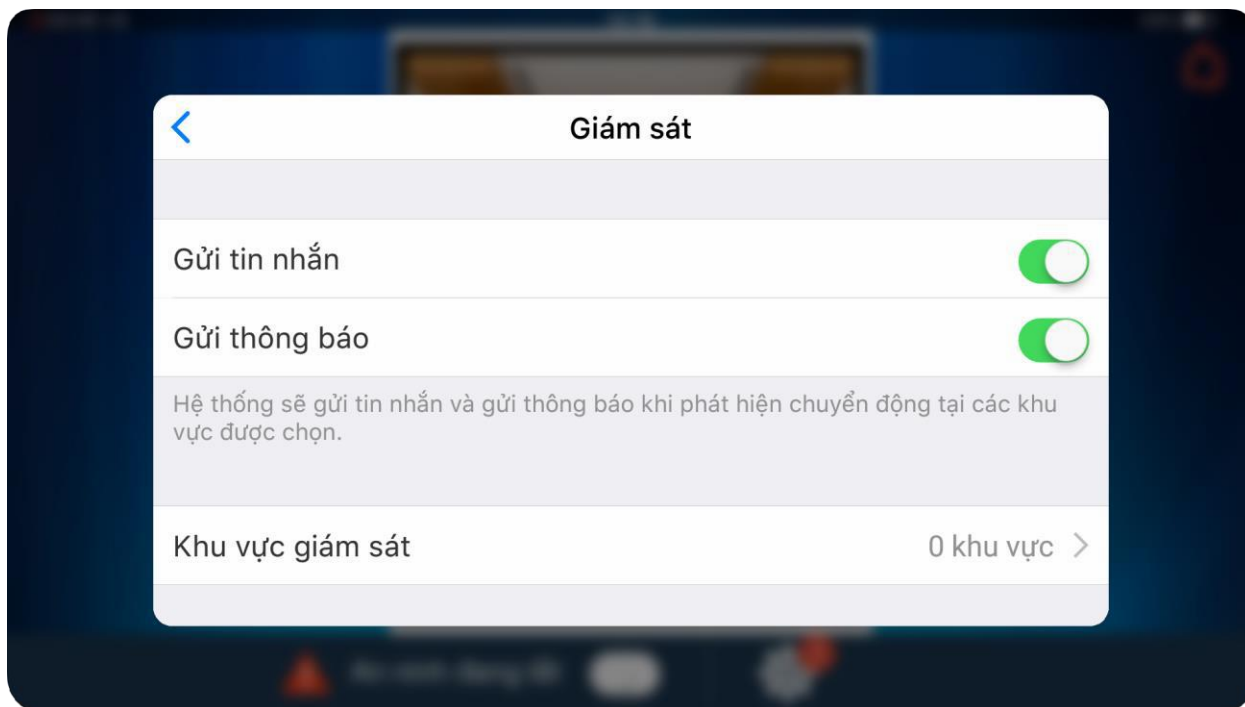 Giám sát
Gửi tin nhắn
Gửi thông báo
Hệ thống sẽ gửi tin nhắn và gửi thông báo khi phát hiện chuyển động tại các khu
vực được chọn.
Khu vực giám sát 0 khu vực